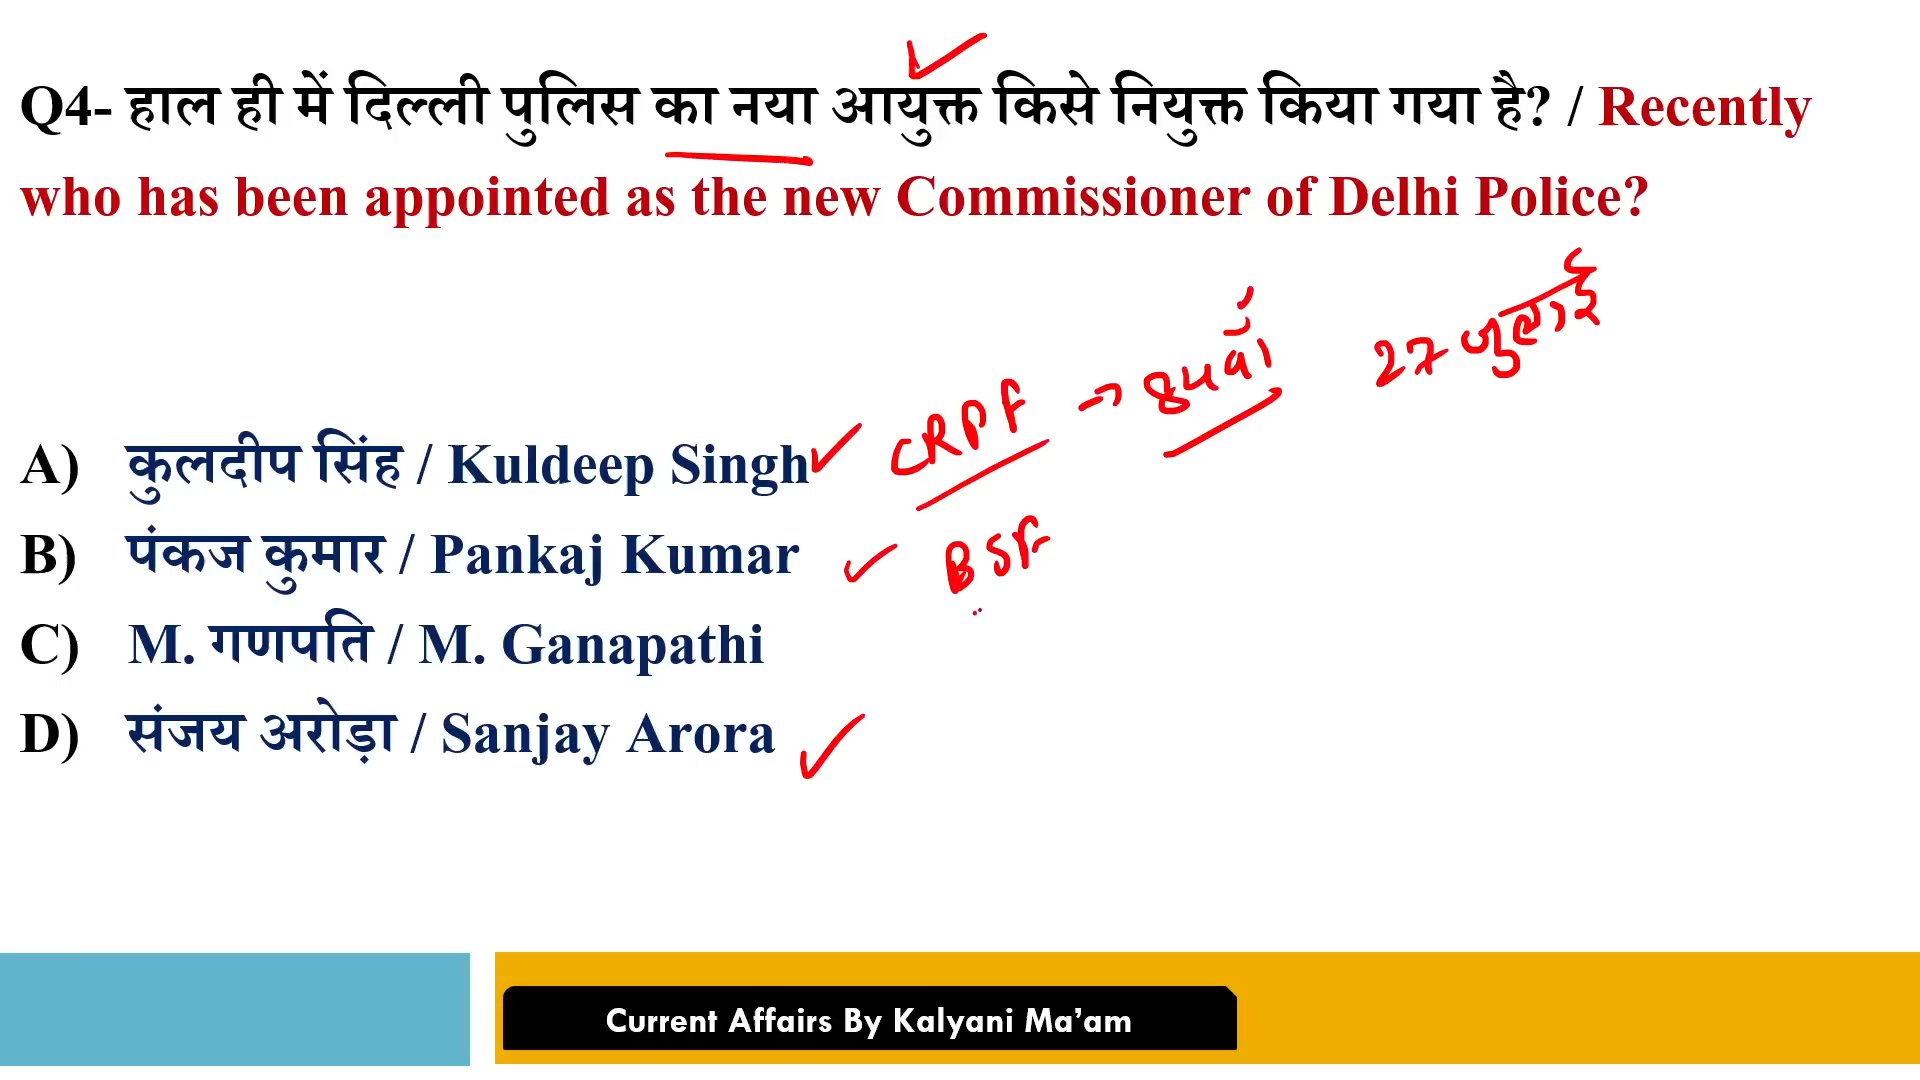 Q4- हाल ही में दिल्ली पुलिस का नया आयुक्त किसे नियुक्त किया गया है? / Recently
who has been appointed as the new Commissioner of Delhi Police?
27 जुलाई
CRPF → 84वां
A) कुलदीप सिंह / Kuldeep Singh
B) पंकज कुमार / Pankaj Kumar
BSF
C) M. गणपति / M. Ganapathi
D) संजय अरोड़ा / Sanjay Arora
Current Affairs By Kalyani Ma’am